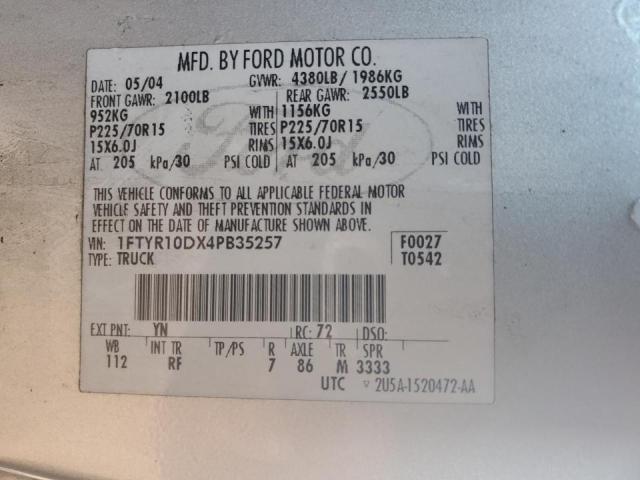 MFD. BY FORD MOTOR CO.
DATE: 05/04 GVWR: 4380LB/ 1986KG
FRONT GAWR: 2100LB REAR GAWR: 2550LB
952KG WITH 1156KG WITH
P225/70R15 TIRES P225/70R15 TIRES
15X6.0J RIMS 15X6.0J RIMS
AT 205 kPa/30 PSI COLD AT 205 kPa/30 PSI COLD
THIS VEHICLE CONFORMS TO ALL APPLICABLE FEDERAL MOTOR
VEHICLE SAFETY AND THEFT PREVENTION STANDARDS IN
EFFECT ON THE DATE OF MANUFACTURE SHOWN ABOVE.
VIN: 1FTYR10DX4PB35257 F0027
TYPE: TRUCK T0542
EXT PNT: YN RC: 72 DSO:
WB INT TR TP/PS R AXLE TR SPR
112 RF 7 86 M 3333
UTC 2U5A-1520472-AA
Ford